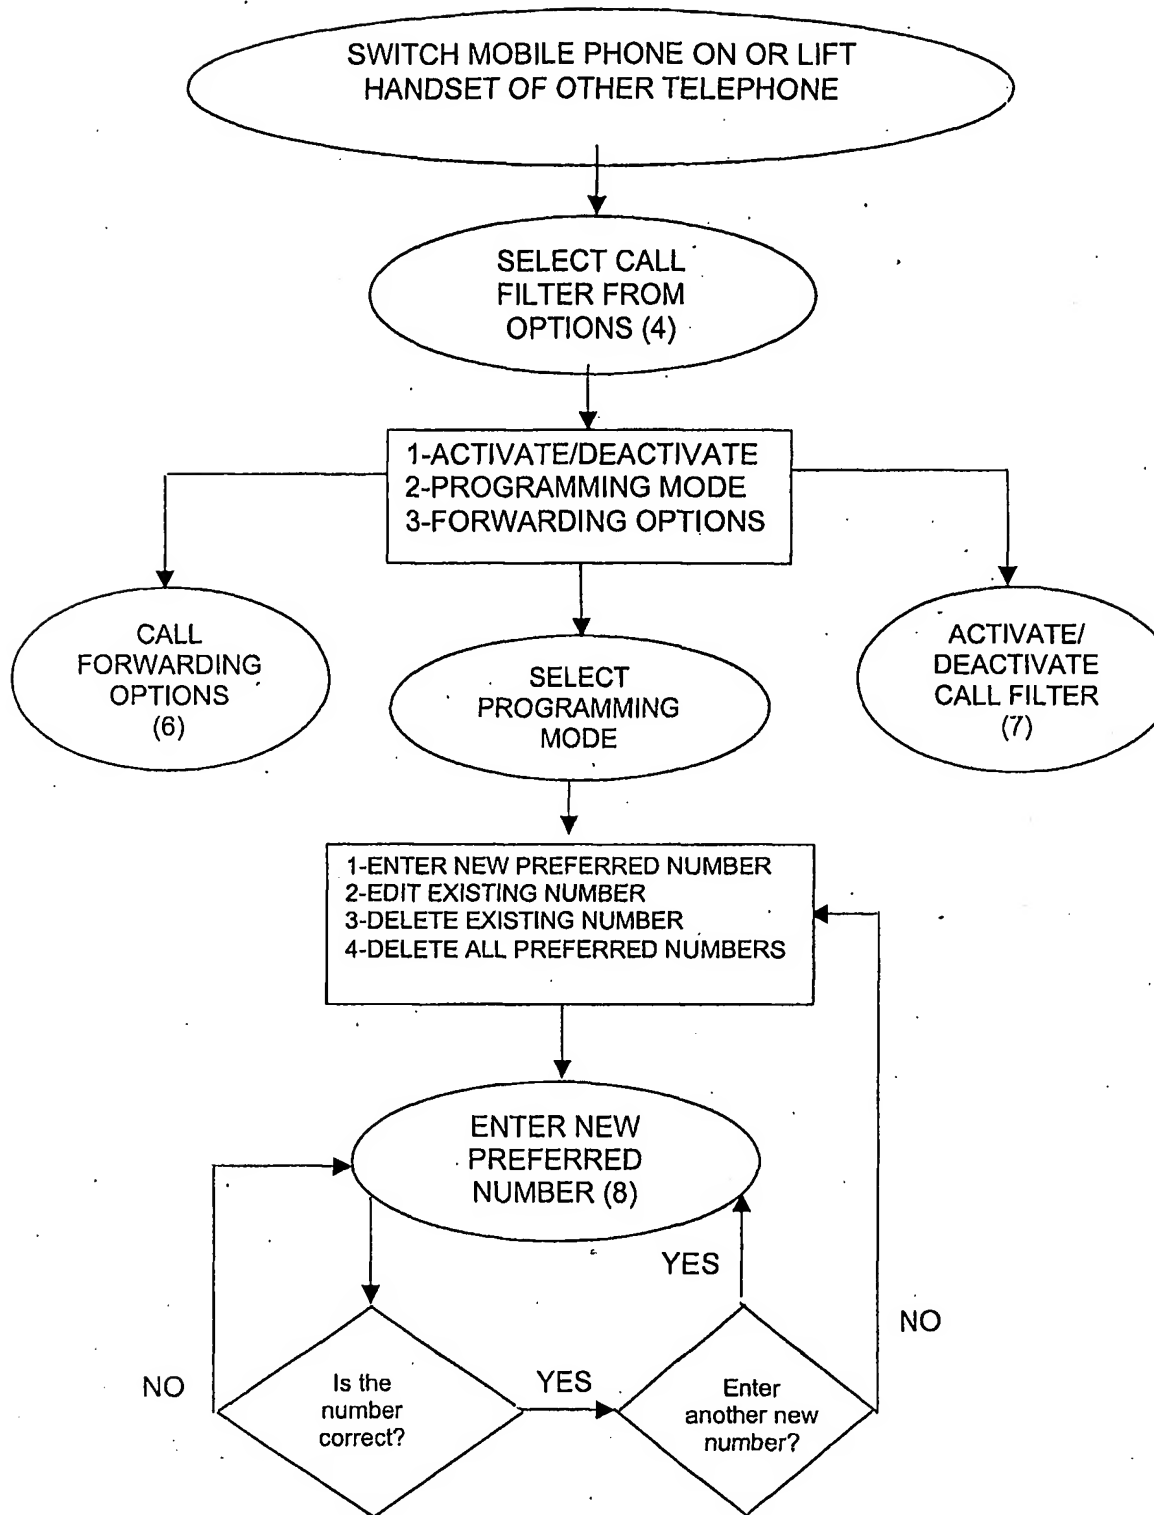 SWITCH MOBILE PHONE ON OR LIFT
HANDSET OF OTHER TELEPHONE
SELECT CALL
FILTER FROM
OPTIONS (4)
1-ACTIVATE/DEACTIVATE
2-PROGRAMMING MODE
3-FORWARDING OPTIONS
CALL
FORWARDING
OPTIONS
(6)
SELECT
PROGRAMMING
MODE
ACTIVATE/
DEACTIVATE
CALL FILTER
(7)
1-ENTER NEW PREFERRED NUMBER
2-EDIT EXISTING NUMBER
3-DELETE EXISTING NUMBER
4-DELETE ALL PREFERRED NUMBERS
ENTER NEW
PREFERRED
NUMBER (8)
YES
NO
NO
Is the
number
correct?
YES
Enter
another new
number?